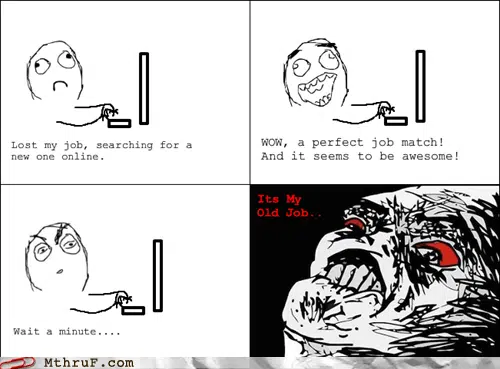 Lost my job, searching for a
new one online.
WOW, a perfect job match!
And it seems to be awesome!
Wait a minute....
Its My
Old Job..
MthruF.com